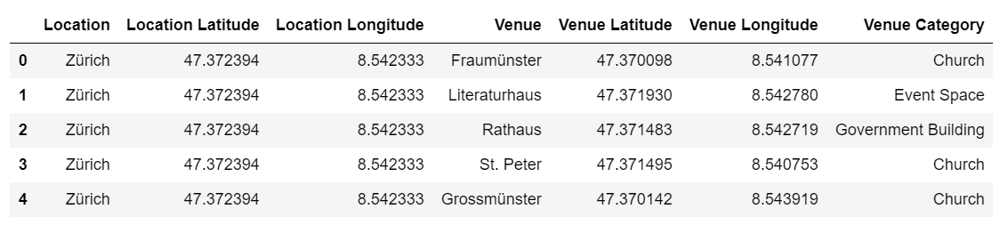 Location Location Latitude Location Longitude Venue Venue Latitude Venue Longitude Venue Category
0 Zürich 47.372394 8.542333 Fraumünster 47.370098 8.541077 Church
1 Zürich 47.372394 8.542333 Literaturhaus 47.371930 8.542780 Event Space
2 Zürich 47.372394 8.542333 Rathaus 47.371483 8.542719 Government Building
3 Zürich 47.372394 8.542333 St. Peter 47.371495 8.540753 Church
4 Zürich 47.372394 8.542333 Grossmünster 47.370142 8.543919 Church